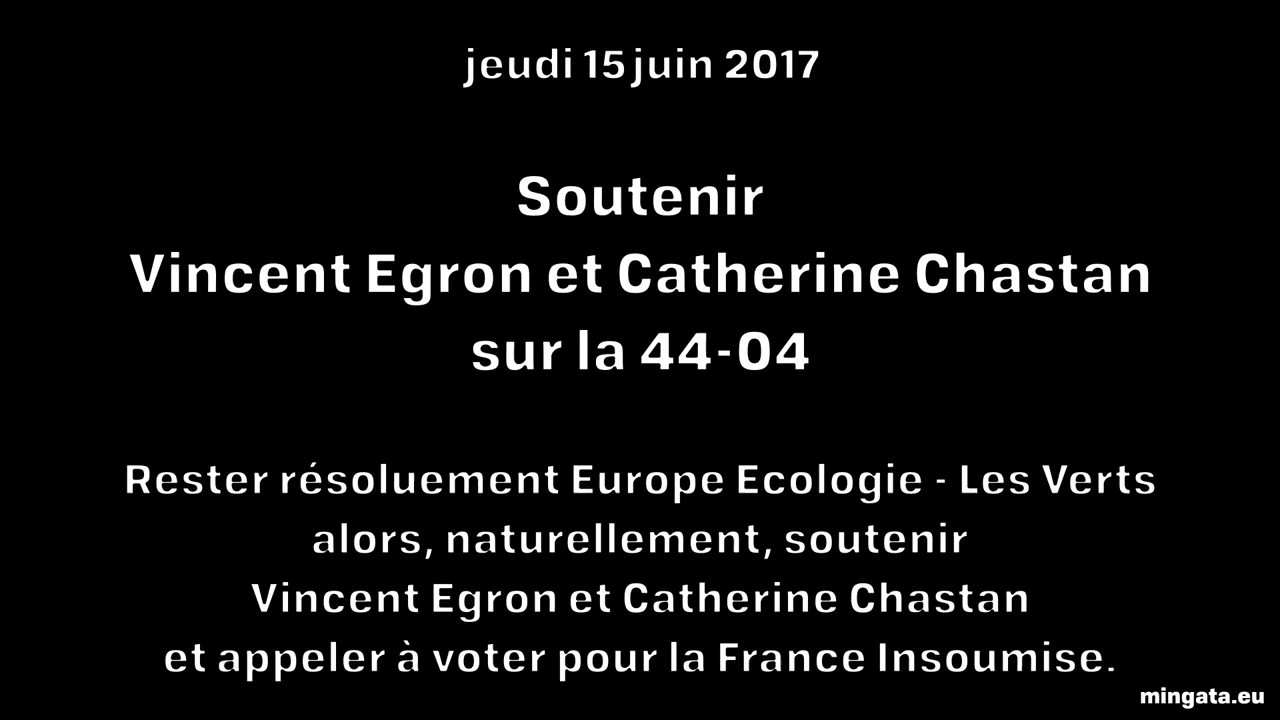 jeudi 15 juin 2017
Soutenir
Vincent Egron et Catherine Chastan
sur la 44-04
Rester résoluement Europe Ecologie - Les Verts
alors, naturellement, soutenir
Vincent Egron et Catherine Chastan
et appeler à voter pour la France Insoumise.
mingata.eu